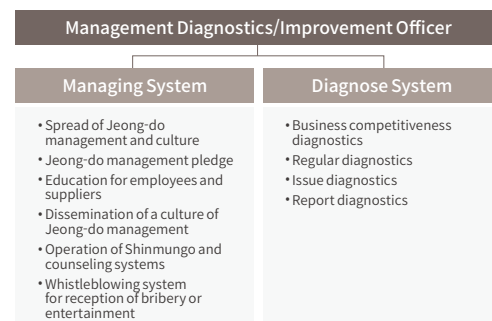 Management Diagnostics/Improvement Officer
Managing System
• Spread of Jeong-do
management and culture
• Jeong-do management pledge
• Education for employees and
suppliers
• Dissemination of a culture of
Jeong-do management
• Operation of Shinmungo and
counseling systems
• Whistleblowing system
for reception of bribery or
entertainment
Diagnose System
• Business competitiveness
diagnostics
• Regular diagnostics
• Issue diagnostics
• Report diagnostics